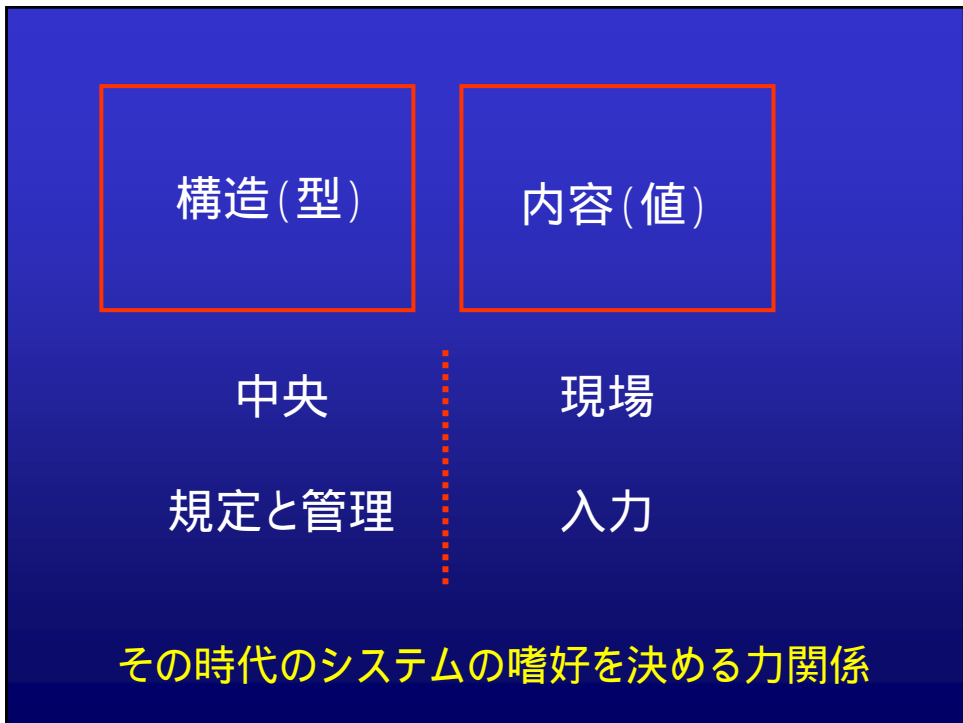 構造(型)
内容(値)
中央
現場
規定と管理
入力
その時代のシステムの嗜好を決める力関係